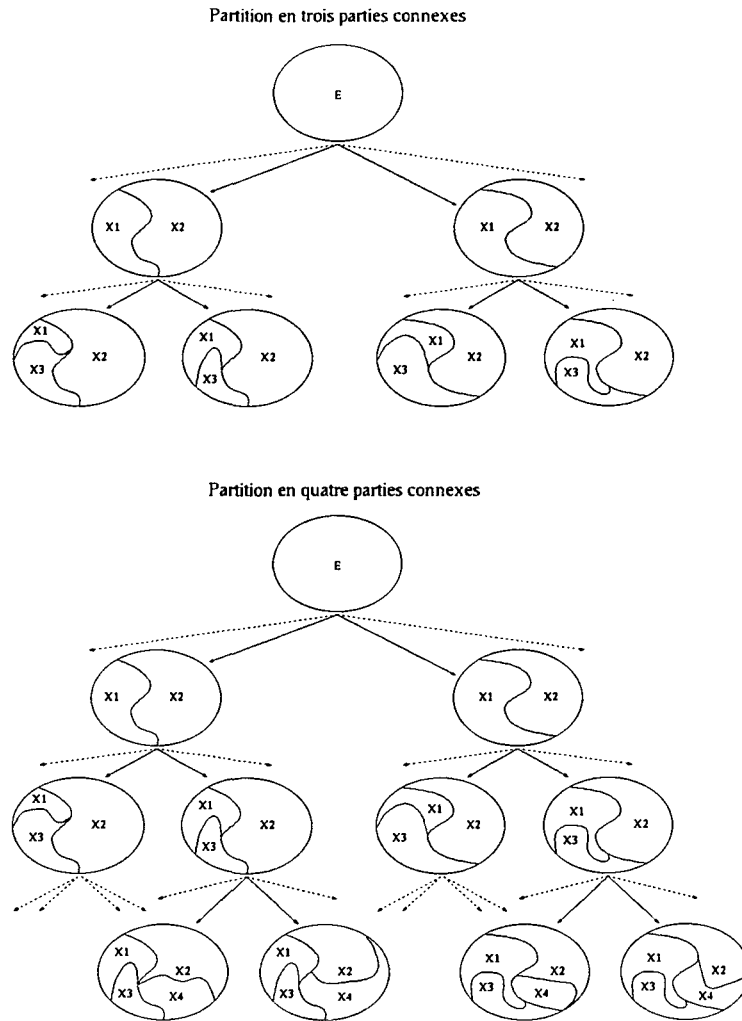 Partition en trois parties connexes
E
X1 X2
X1 X2
X1 X3 X2
X1 X3 X2
X1 X3 X2
X1 X3 X2
Partition en quatre parties connexes
E
X1 X2
X1 X2
X1 X3 X2
X1 X3 X2
X1 X3 X2
X1 X3 X2
X1 X2 X3 X4
X1 X2 X3 X4
X1 X2 X3 X4
X1 X2 X3 X4